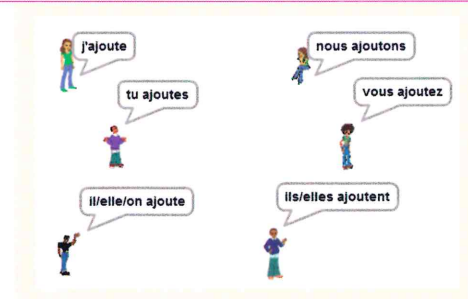 j'ajoute
nous ajoutons
tu ajoutes
vous ajoutez
il/elle/on ajoute
ils/elles ajoutent